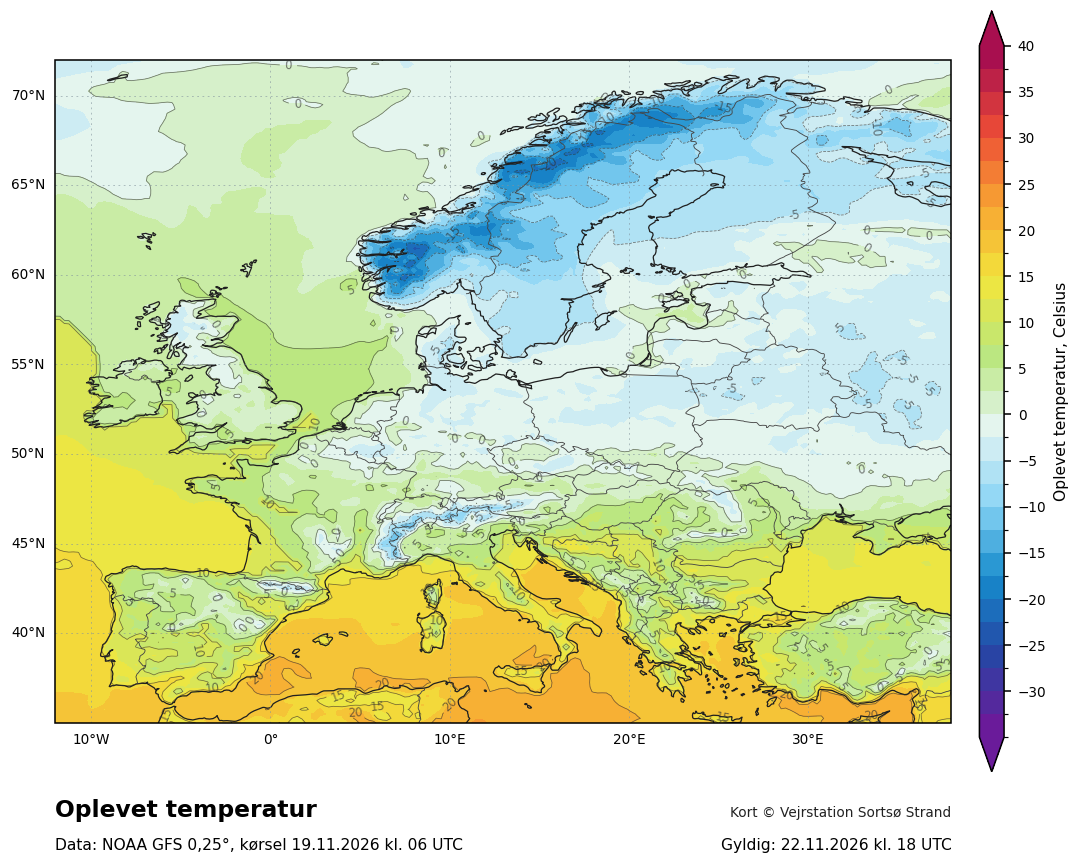 70°N
65°N
60°N
55°N
50°N
45°N
40°N
10°W
0°
10°E
20°E
30°E
40
35
30
25
20
15
10
5
0
−5
−10
−15
−20
−25
−30
Oplevet temperatur, Celsius
Oplevet temperatur
Kort © Vejrstation Sortsø Strand
Data: NOAA GFS 0,25°, kørsel 19.11.2026 kl. 06 UTC
Gyldig: 22.11.2026 kl. 18 UTC